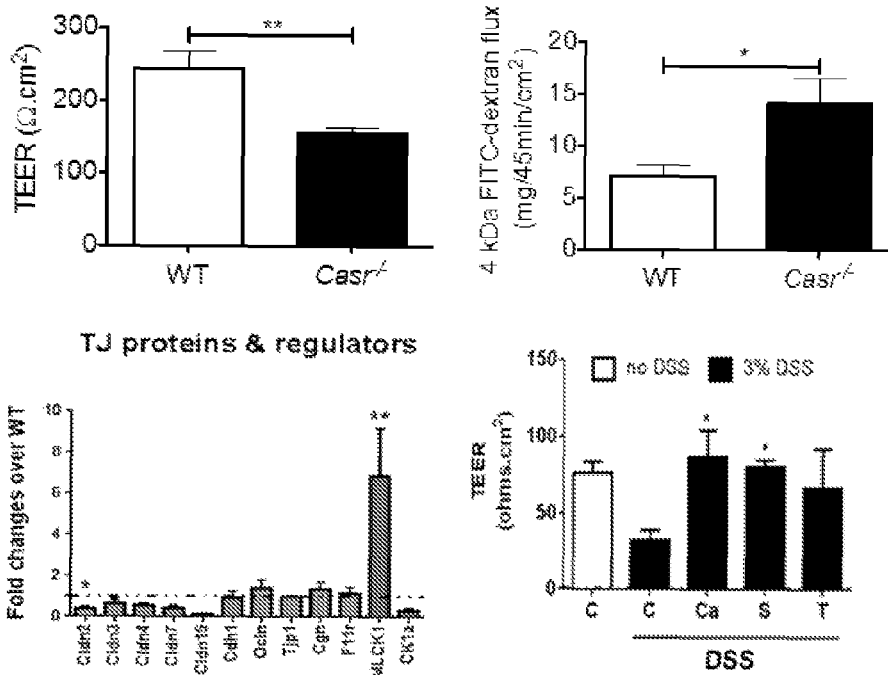 300
200
100
0
TEER (Ω.cm²)
**
WT
Casr-/-
20
15
10
5
0
4 kDa FITC-dextran flux
(mg/45min/cm²)
*
WT
Casr-/-
TJ proteins & regulators
10
8
6
4
2
0
Fold changes over WT
*
**
Cldn2
Cldn3
Cldn4
Cldn7
Cldn15
Cdh1
Ocln
Tjp1
Cgn
F11r
MLCK1
150
100
50
0
TEER
(ohms.cm²)
no DSS
3% DSS
*
*
C
C
Ca
S
T
DSS